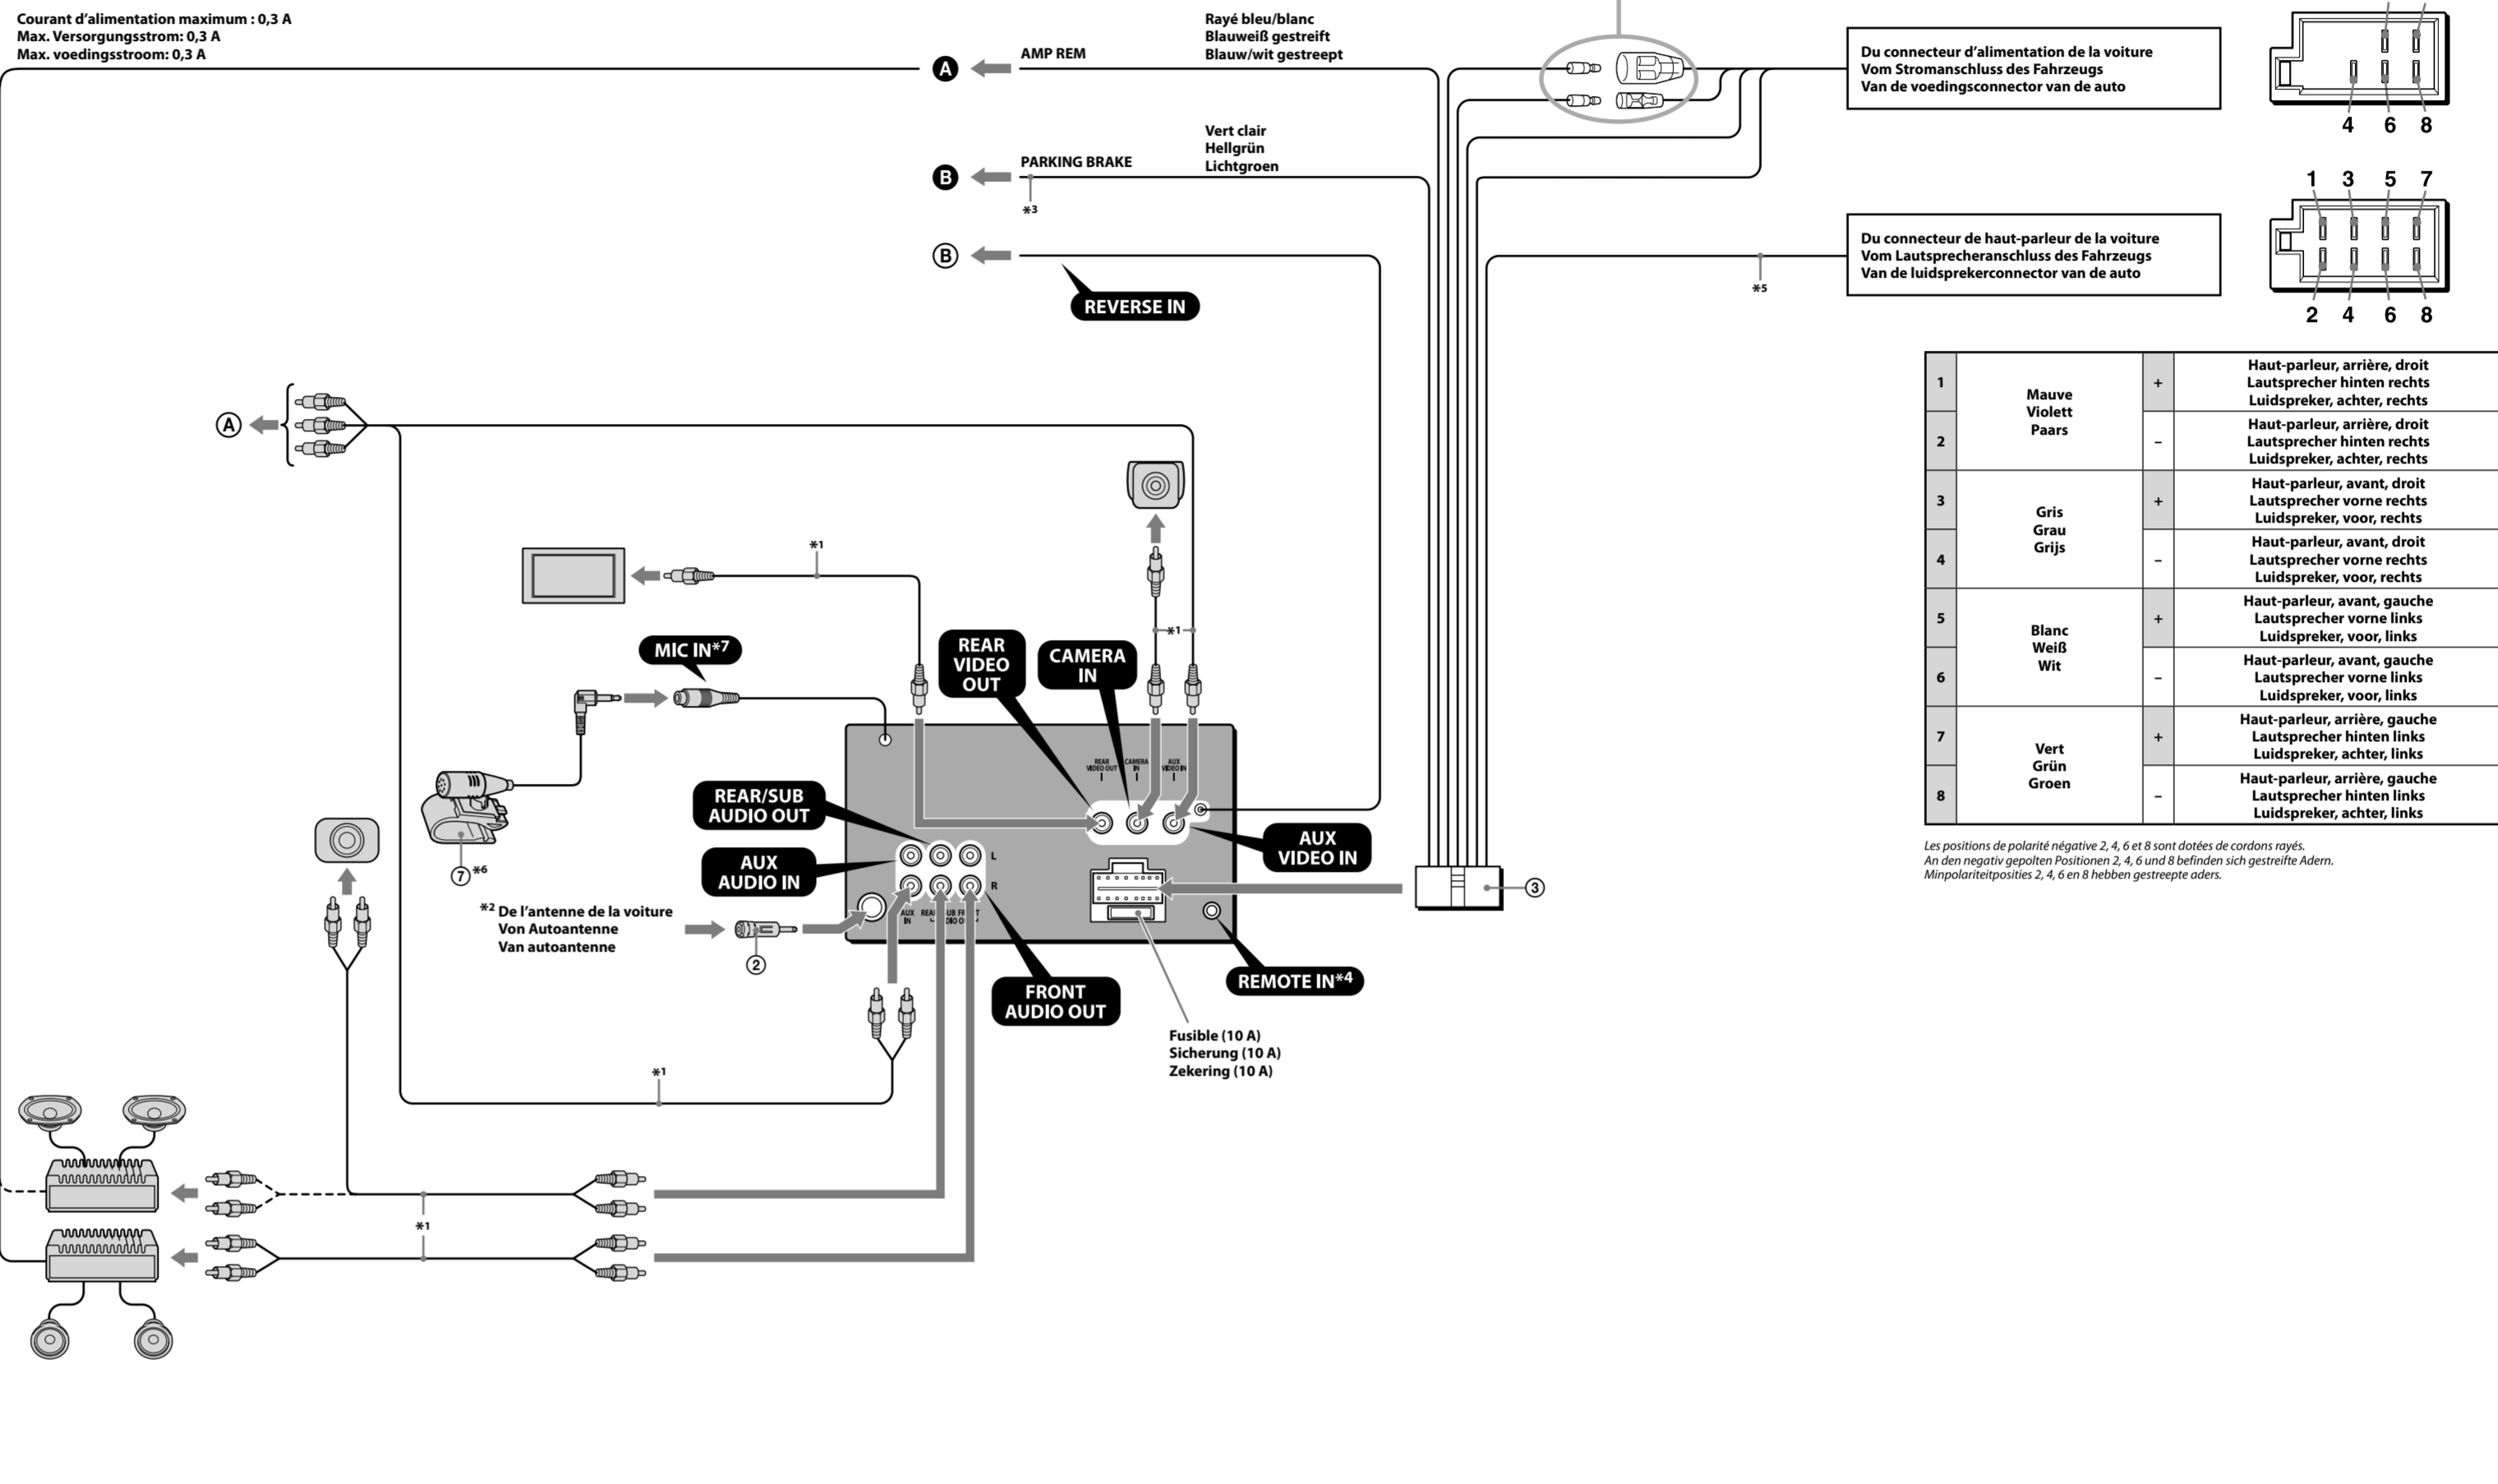 Courant d'alimentation maximum : 0,3 A
Max. Versorgungsstrom: 0,3 A
Max. voedingsstroom: 0,3 A
A
AMP REM
Rayé bleu/blanc
Blauweiß gestreift
Blauw/wit gestreept
Du connecteur d'alimentation de la voiture
Vom Stromanschluss des Fahrzeugs
Van de voedingsconnector van de auto
4 6 8
B
PARKING BRAKE
Vert clair
Hellgrün
Lichtgroen
*3
B
REVERSE IN
Du connecteur de haut-parleur de la voiture
Vom Lautsprecheranschluss des Fahrzeugs
Van de luidsprekerconnector van de auto
*5
1 3 5 7
2 4 6 8
1
+
Haut-parleur, arrière, droit
Lautsprecher hinten rechts
Luidspreker, achter, rechts
Mauve
Violett
Paars
2
–
Haut-parleur, arrière, droit
Lautsprecher hinten rechts
Luidspreker, achter, rechts
3
+
Haut-parleur, avant, droit
Lautsprecher vorne rechts
Luidspreker, voor, rechts
Gris
Grau
Grijs
4
–
Haut-parleur, avant, droit
Lautsprecher vorne rechts
Luidspreker, voor, rechts
5
+
Haut-parleur, avant, gauche
Lautsprecher vorne links
Luidspreker, voor, links
Blanc
Weiß
Wit
6
–
Haut-parleur, avant, gauche
Lautsprecher vorne links
Luidspreker, voor, links
7
+
Haut-parleur, arrière, gauche
Lautsprecher hinten links
Luidspreker, achter, links
Vert
Grün
Groen
8
–
Haut-parleur, arrière, gauche
Lautsprecher hinten links
Luidspreker, achter, links
Les positions de polarité négative 2, 4, 6 et 8 sont dotées de cordons rayés.
An den negativ gepolten Positionen 2, 4, 6 und 8 befinden sich gestreifte Adern.
Minpolariteitposities 2, 4, 6 en 8 hebben gestreepte aders.
A
*1
*1
MIC IN*7
REAR
VIDEO
OUT
CAMERA
IN
REAR
VIDEO OUT
CAMERA
IN
AUX
VIDEO IN
REAR/SUB
AUDIO OUT
AUX
AUDIO IN
AUX
VIDEO IN
L
R
AUX
IN
7
*6
*2 De l'antenne de la voiture
Von Autoantenne
Van autoantenne
2
3
FRONT
AUDIO OUT
REMOTE IN*4
Fusible (10 A)
Sicherung (10 A)
Zekering (10 A)
*1
*1